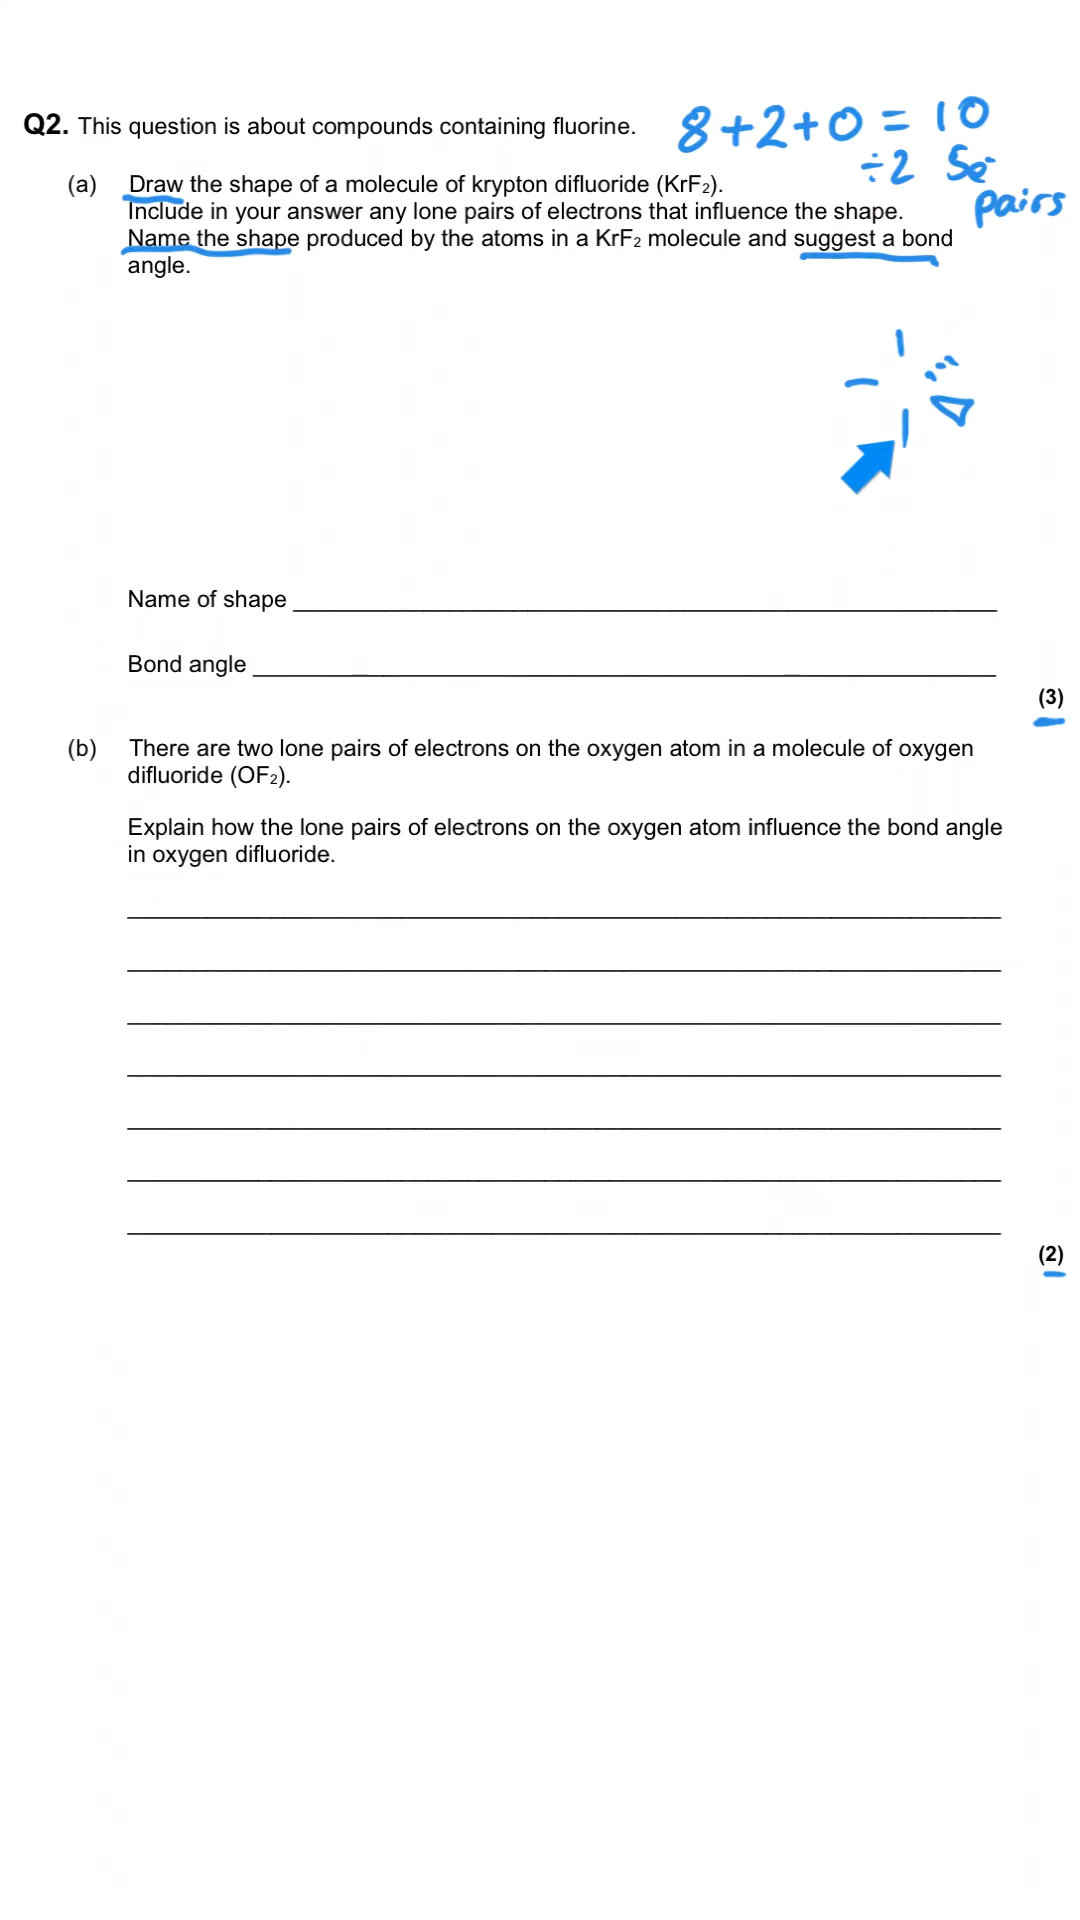 Q2. This question is about compounds containing fluorine.
8+2+0 = 10
÷2 5e⁻
pairs
(a) Draw the shape of a molecule of krypton difluoride (KrF₂).
Include in your answer any lone pairs of electrons that influence the shape.
Name the shape produced by the atoms in a KrF₂ molecule and suggest a bond
angle.
Name of shape
Bond angle
(3)
(b) There are two lone pairs of electrons on the oxygen atom in a molecule of oxygen
difluoride (OF₂).
Explain how the lone pairs of electrons on the oxygen atom influence the bond angle
in oxygen difluoride.
(2)